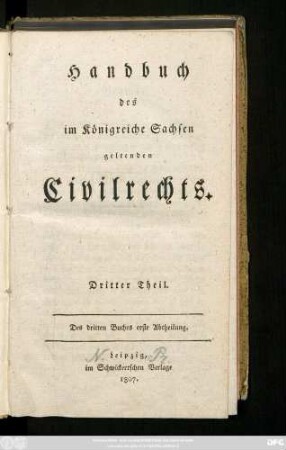 Handbuch
des
im Königreiche Sachsen
geltenden
Civilrechts.
Dritter Theil.
Des dritten Buches erste Abtheilung.
Leipzig,
im Schwickertschen Verlage
1807.